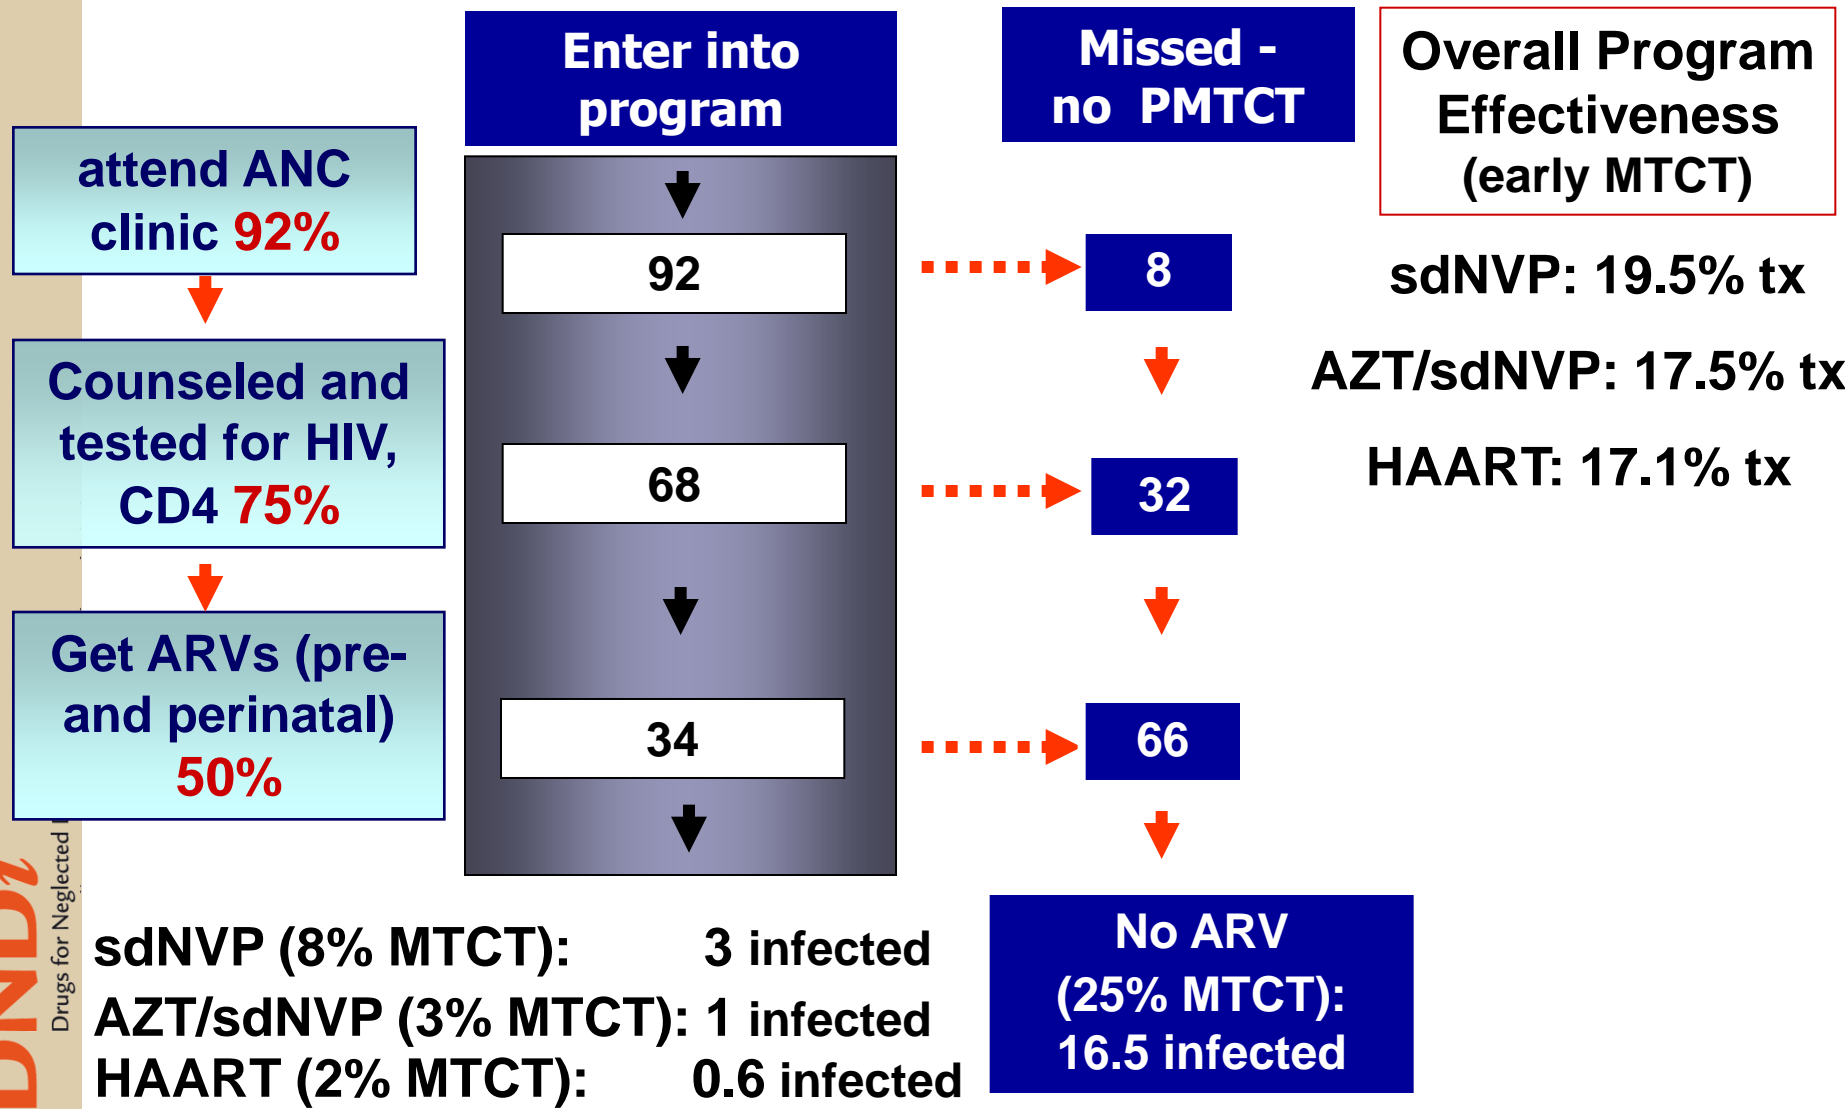 Enter into
program
Missed -
no PMTCT
Overall Program
Effectiveness
(early MTCT)
attend ANC
clinic 92%
92
8
sdNVP: 19.5% tx
AZT/sdNVP: 17.5% tx
HAART: 17.1% tx
Counseled and
tested for HIV,
CD4 75%
68
32
Get ARVs (pre-
and perinatal)
50%
34
66
sdNVP (8% MTCT): 3 infected
AZT/sdNVP (3% MTCT): 1 infected
HAART (2% MTCT): 0.6 infected
No ARV
(25% MTCT):
16.5 infected
DNDi
Drugs for Neglected